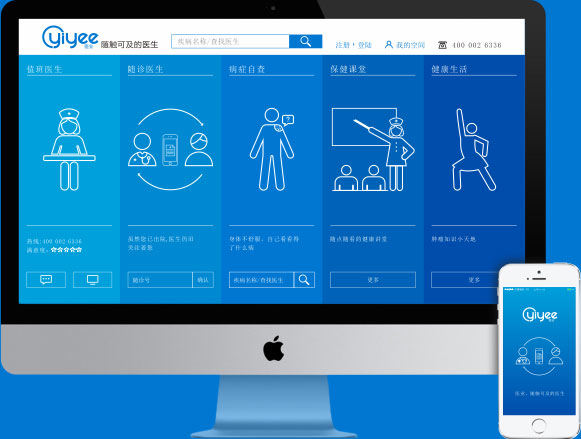 yiyee 随触可及的医生
疾病名称/查找医生
注册·登陆
我的空间
400 002 6336
值班医生
随诊医生
病症自查
保健课堂
健康生活
?
热线:400 002 6336
满意度:
虽然您已出院,医生仍旧
关注着您
身体不舒服, 自己看看得
了什么病
随点随看的健康讲堂
肿瘤知识小天地
随诊号
确认
疾病名称/查找医生
更多
更多
yiyee
医壹, 随触可及的医生